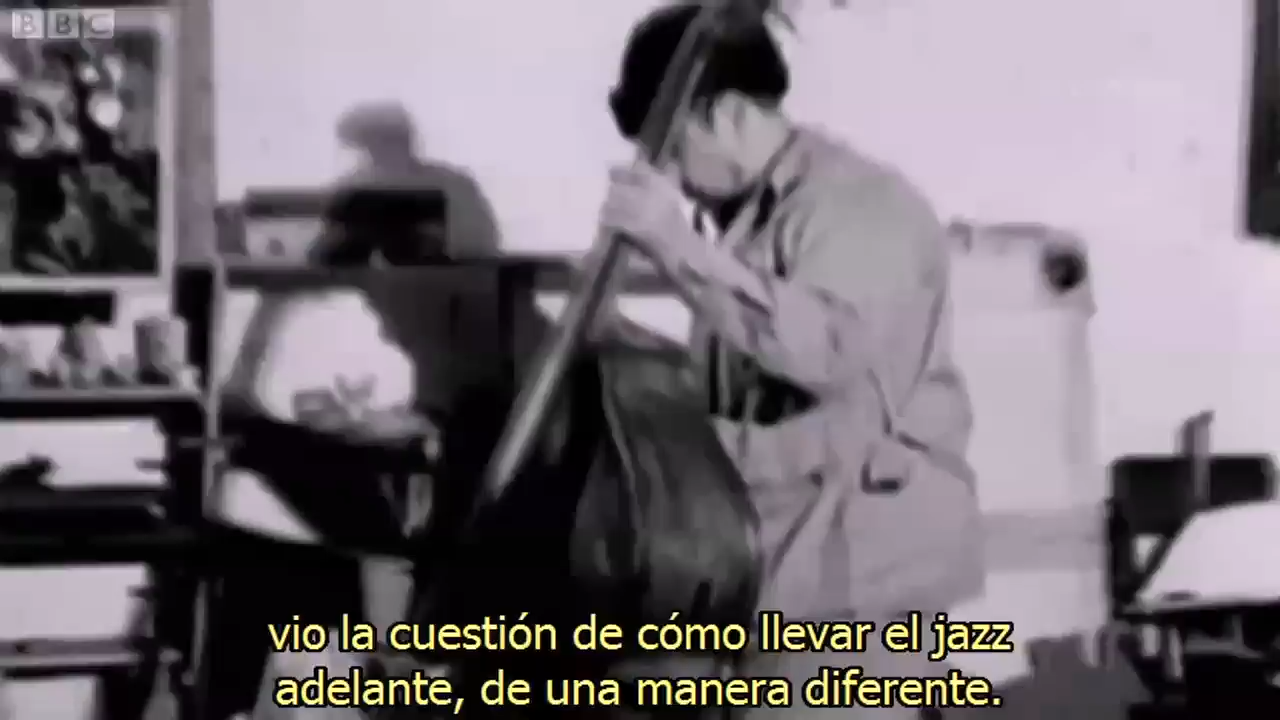 BBC
vio la cuestión de cómo llevar el jazz
adelante, de una manera diferente.